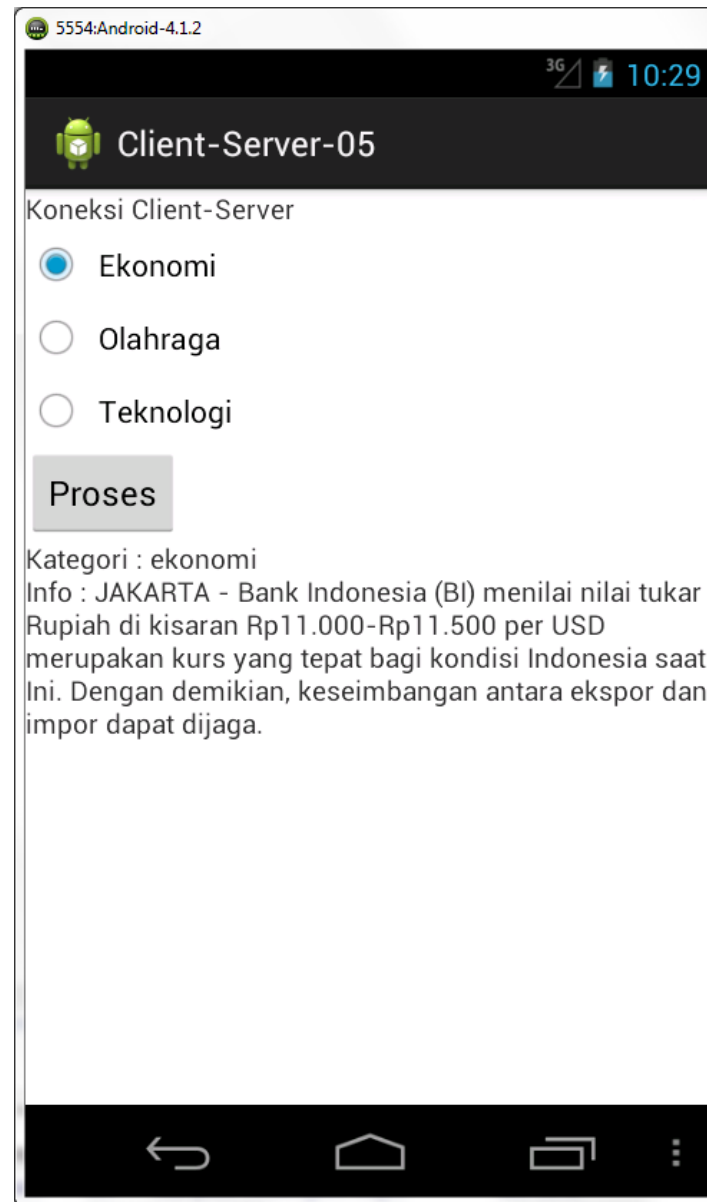 5554:Android-4.1.2
3G 10:29
Client-Server-05
Koneksi Client-Server
Ekonomi
Olahraga
Teknologi
Proses
Kategori : ekonomi
Info : JAKARTA - Bank Indonesia (BI) menilai nilai tukar
Rupiah di kisaran Rp11.000-Rp11.500 per USD
merupakan kurs yang tepat bagi kondisi Indonesia saat
Ini. Dengan demikian, keseimbangan antara ekspor dan
impor dapat dijaga.